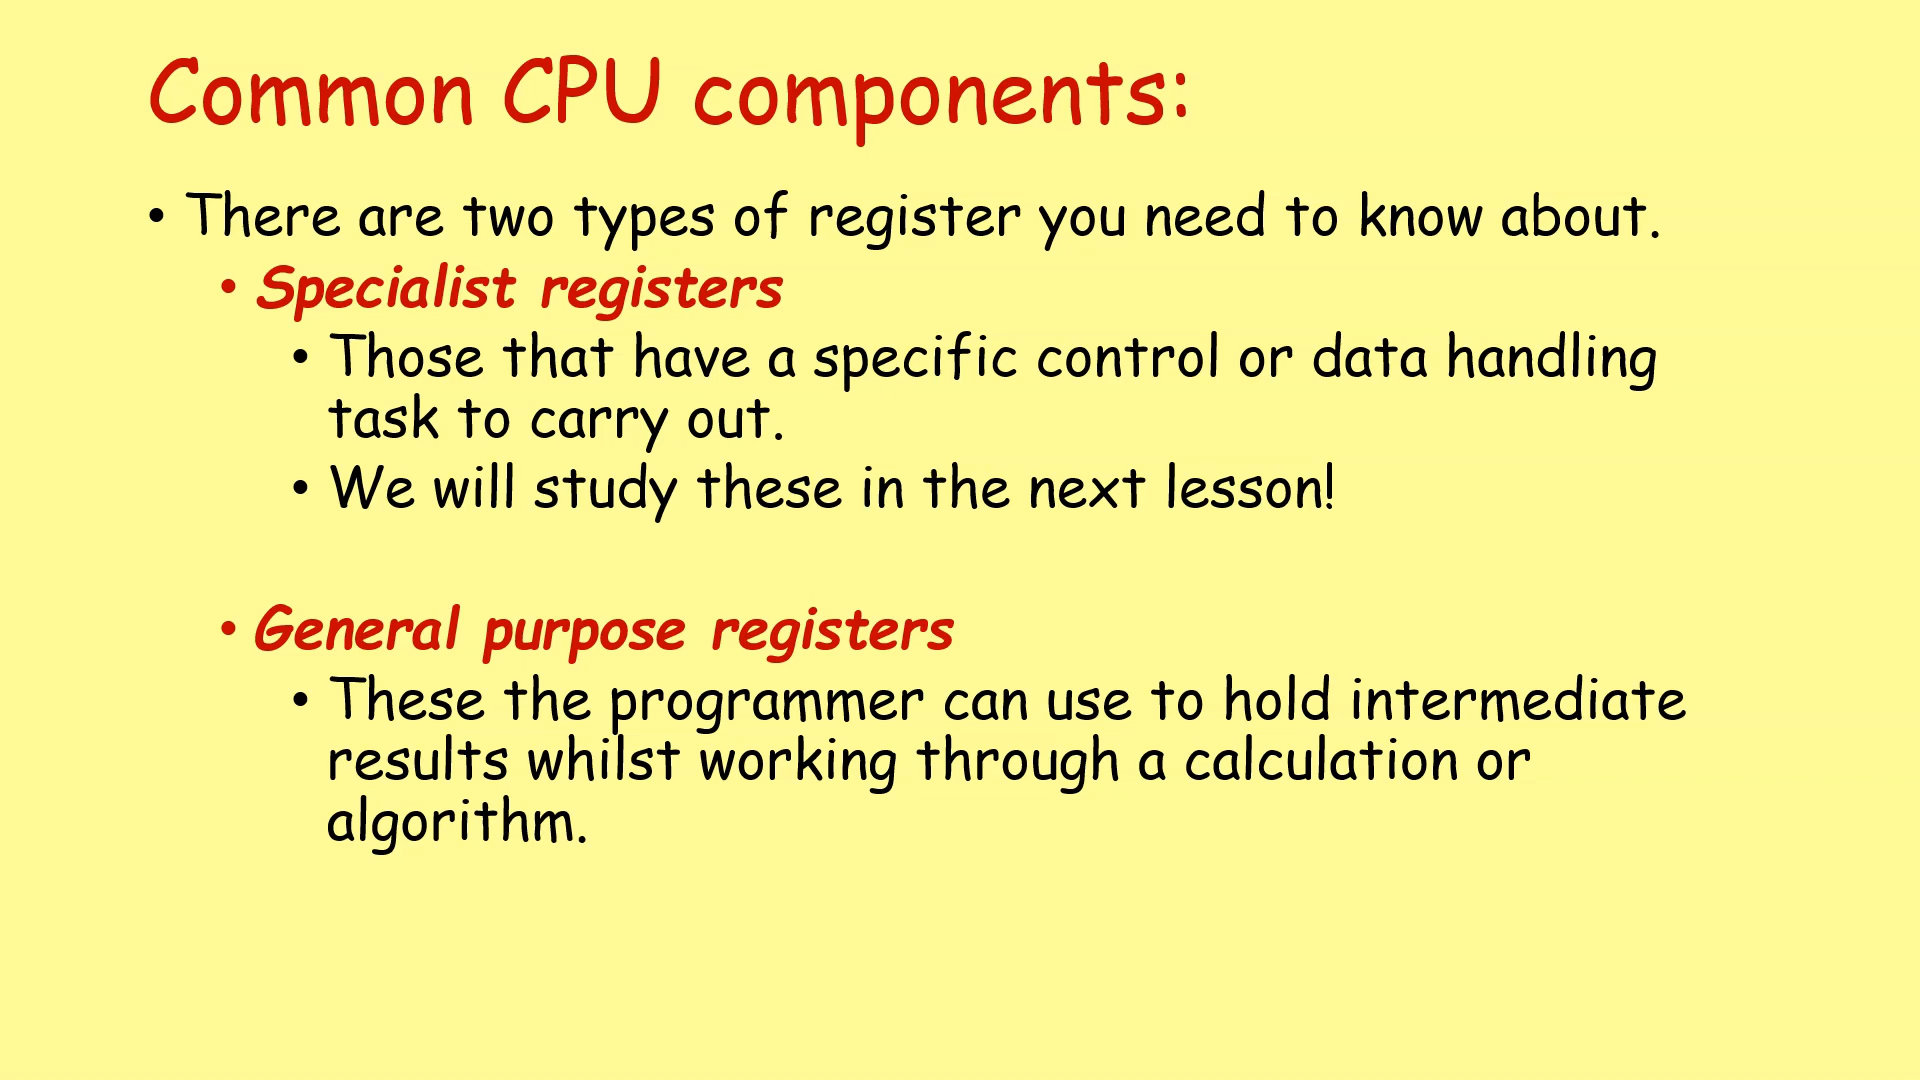 Common CPU components:
• There are two types of register you need to know about.
• Specialist registers
• Those that have a specific control or data handling
task to carry out.
• We will study these in the next lesson!
• General purpose registers
• These the programmer can use to hold intermediate
results whilst working through a calculation or
algorithm.